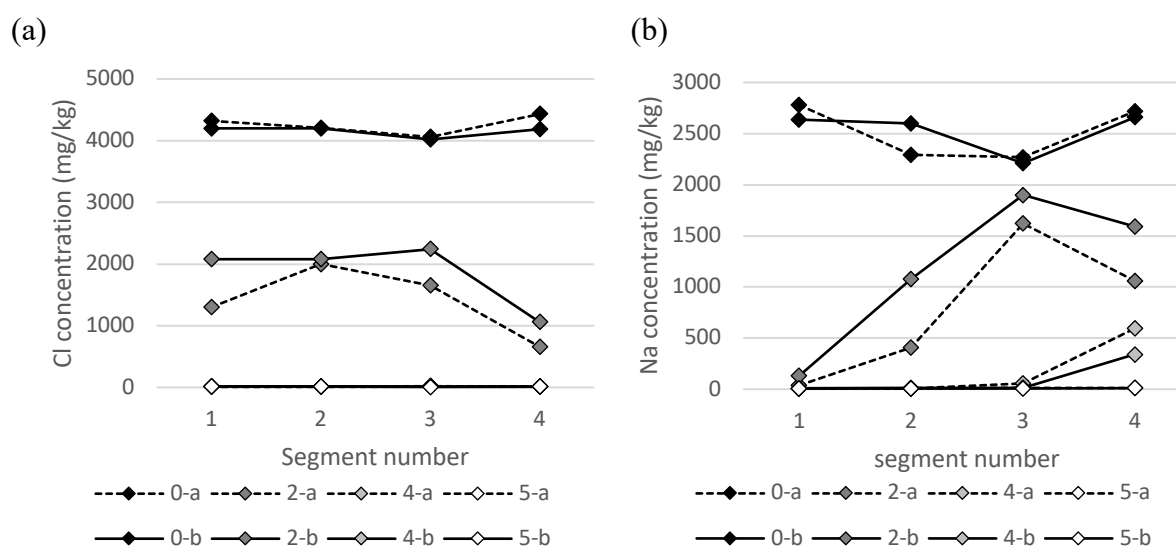 (a)
5000
4000
3000
2000
1000
0
Cl concentration (mg/kg)
1 2 3 4
Segment number
0-a 2-a 4-a 5-a
0-b 2-b 4-b 5-b
(b)
3000
2500
2000
1500
1000
500
0
Na concentration (mg/kg)
1 2 3 4
segment number
0-a 2-a 4-a 5-a
0-b 2-b 4-b 5-b